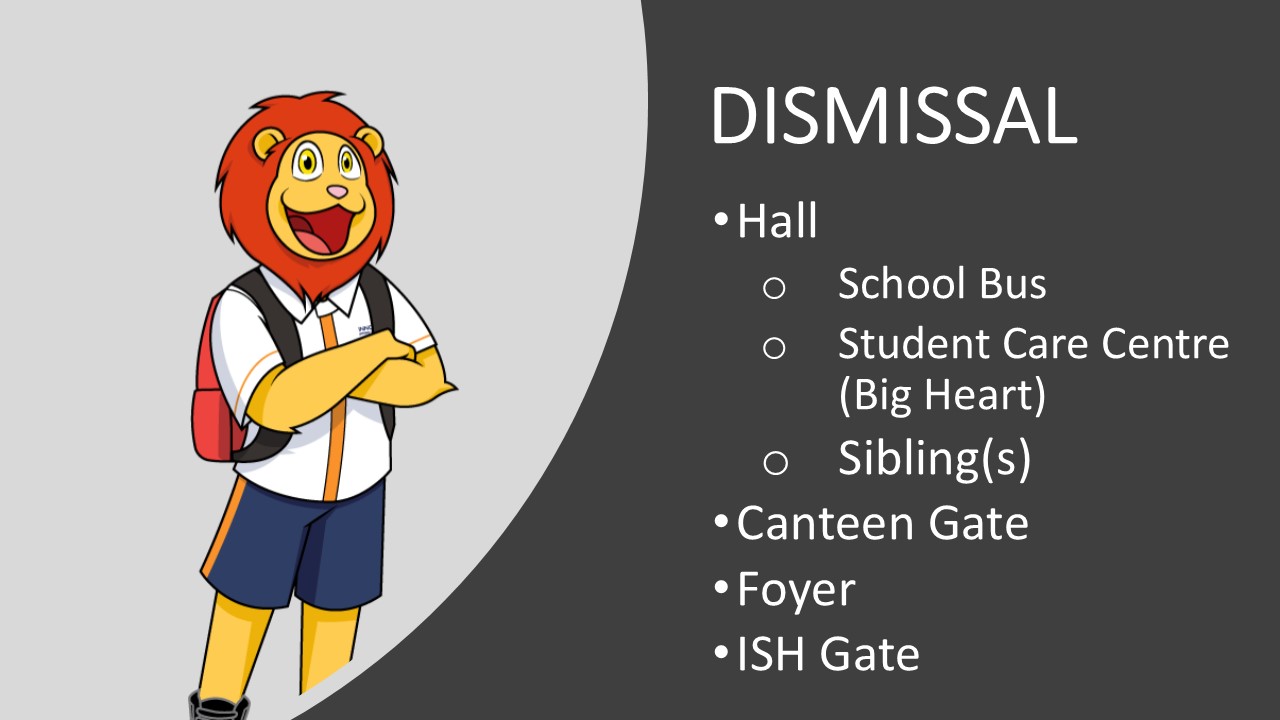 DISMISSAL
•Hall
o School Bus
o Student Care Centre
(Big Heart)
o Sibling(s)
•Canteen Gate
•Foyer
•ISH Gate